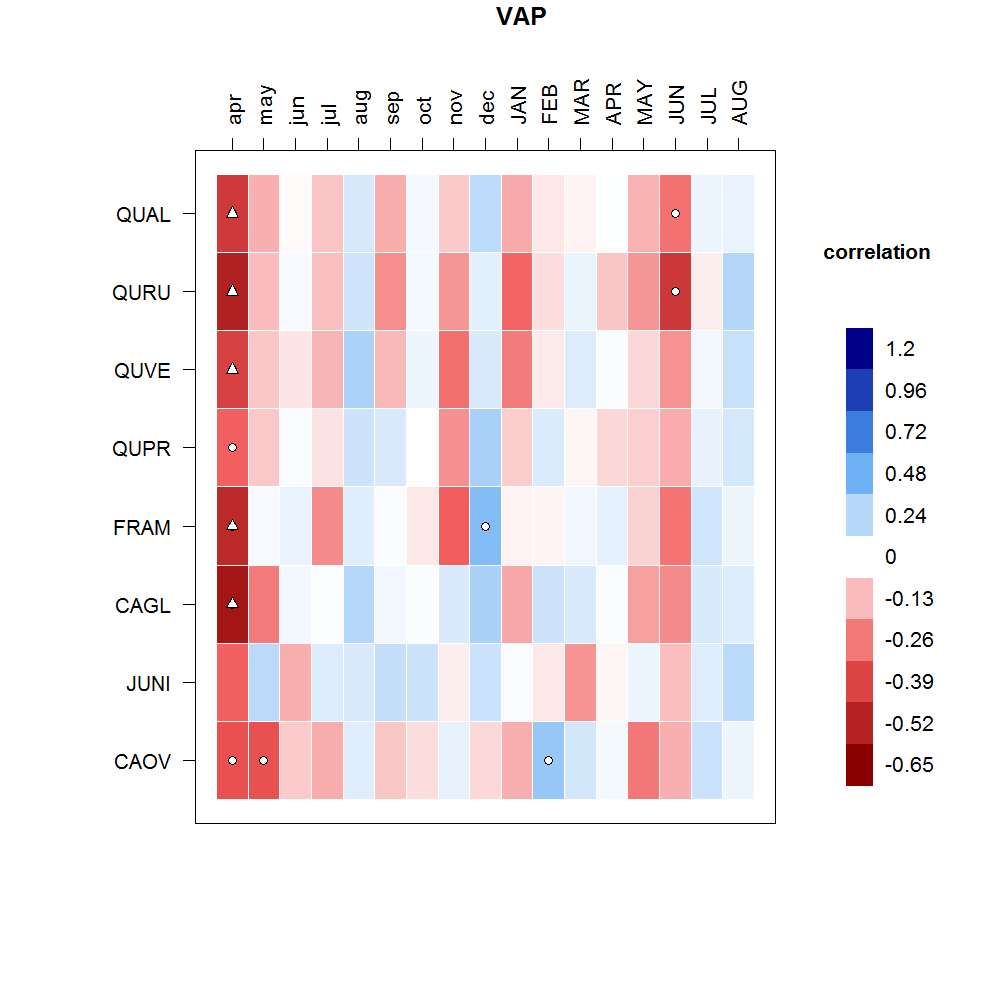 VAP
apr may jun jul aug sep oct nov dec JAN FEB MAR APR MAY JUN JUL AUG
QUAL
QURU
QUVE
QUPR
FRAM
CAGL
JUNI
CAOV
correlation
1.2
0.96
0.72
0.48
0.24
0
-0.13
-0.26
-0.39
-0.52
-0.65